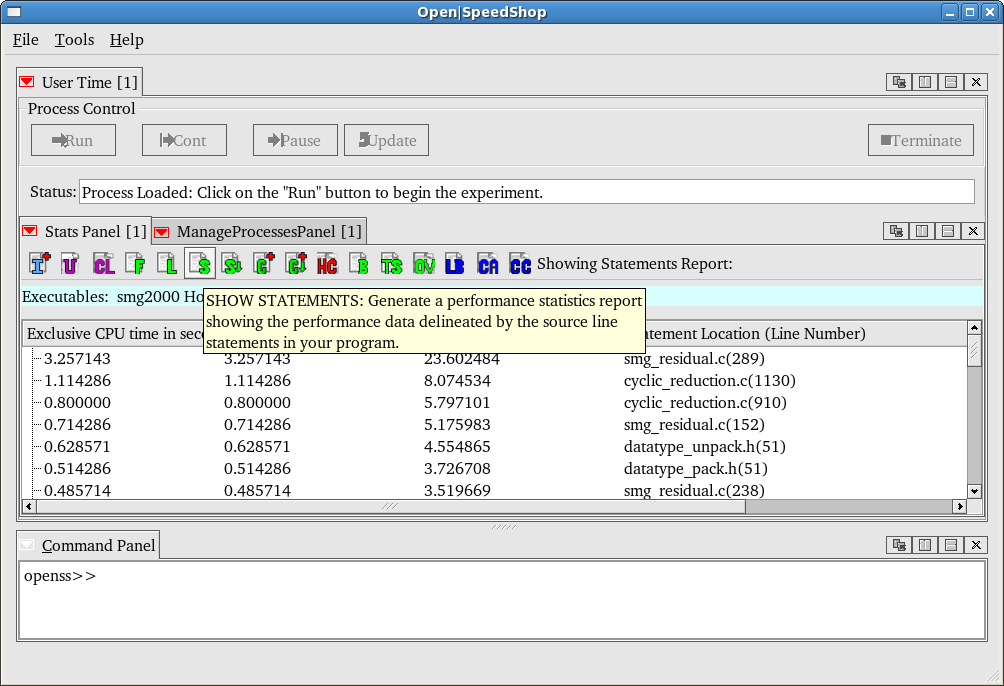 Open|SpeedShop
File Tools Help
User Time [1]
Process Control
Run Cont Pause Update Terminate
Status: Process Loaded: Click on the "Run" button to begin the experiment.
Stats Panel [1] ManageProcessesPanel [1]
I U CL F L S S C C HC B TS OV LB CA CC Showing Statements Report:
Executables: smg2000 Ho
SHOW STATEMENTS: Generate a performance statistics report
showing the performance data delineated by the source line
statements in your program.
Exclusive CPU time in sec atement Location (Line Number)
3.257143 3.257143 23.602484 smg_residual.c(289)
1.114286 1.114286 8.074534 cyclic_reduction.c(1130)
0.800000 0.800000 5.797101 cyclic_reduction.c(910)
0.714286 0.714286 5.175983 smg_residual.c(152)
0.628571 0.628571 4.554865 datatype_unpack.h(51)
0.514286 0.514286 3.726708 datatype_pack.h(51)
0.485714 0.485714 3.519669 smg_residual.c(238)
Command Panel
openss>>